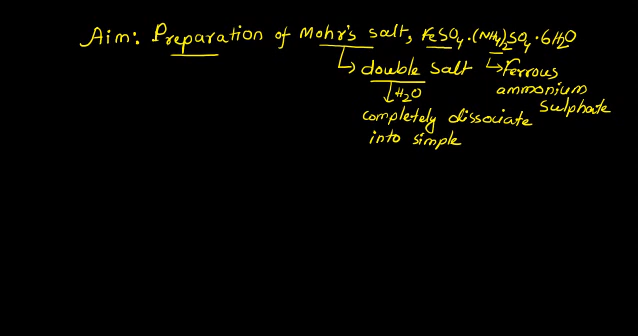 Aim: Preparation of Mohr's salt, FeSO₄·(NH₄)₂SO₄·6H₂O
↳ double salt ↳ Ferrous
↓ H₂O ammonium
sulphate
completely dissociate
into simple